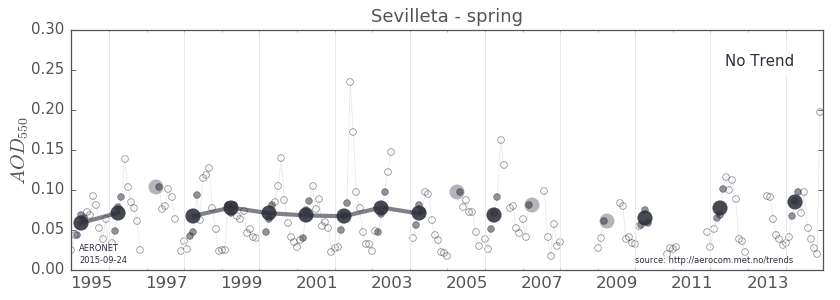 Sevilleta - spring
0.30
0.25
0.20
0.15
0.10
0.05
0.00
AOD550
No Trend
AERONET
2015-09-24
source: http://aerocom.met.no/trends
1995 1997 1999 2001 2003 2005 2007 2009 2011 2013